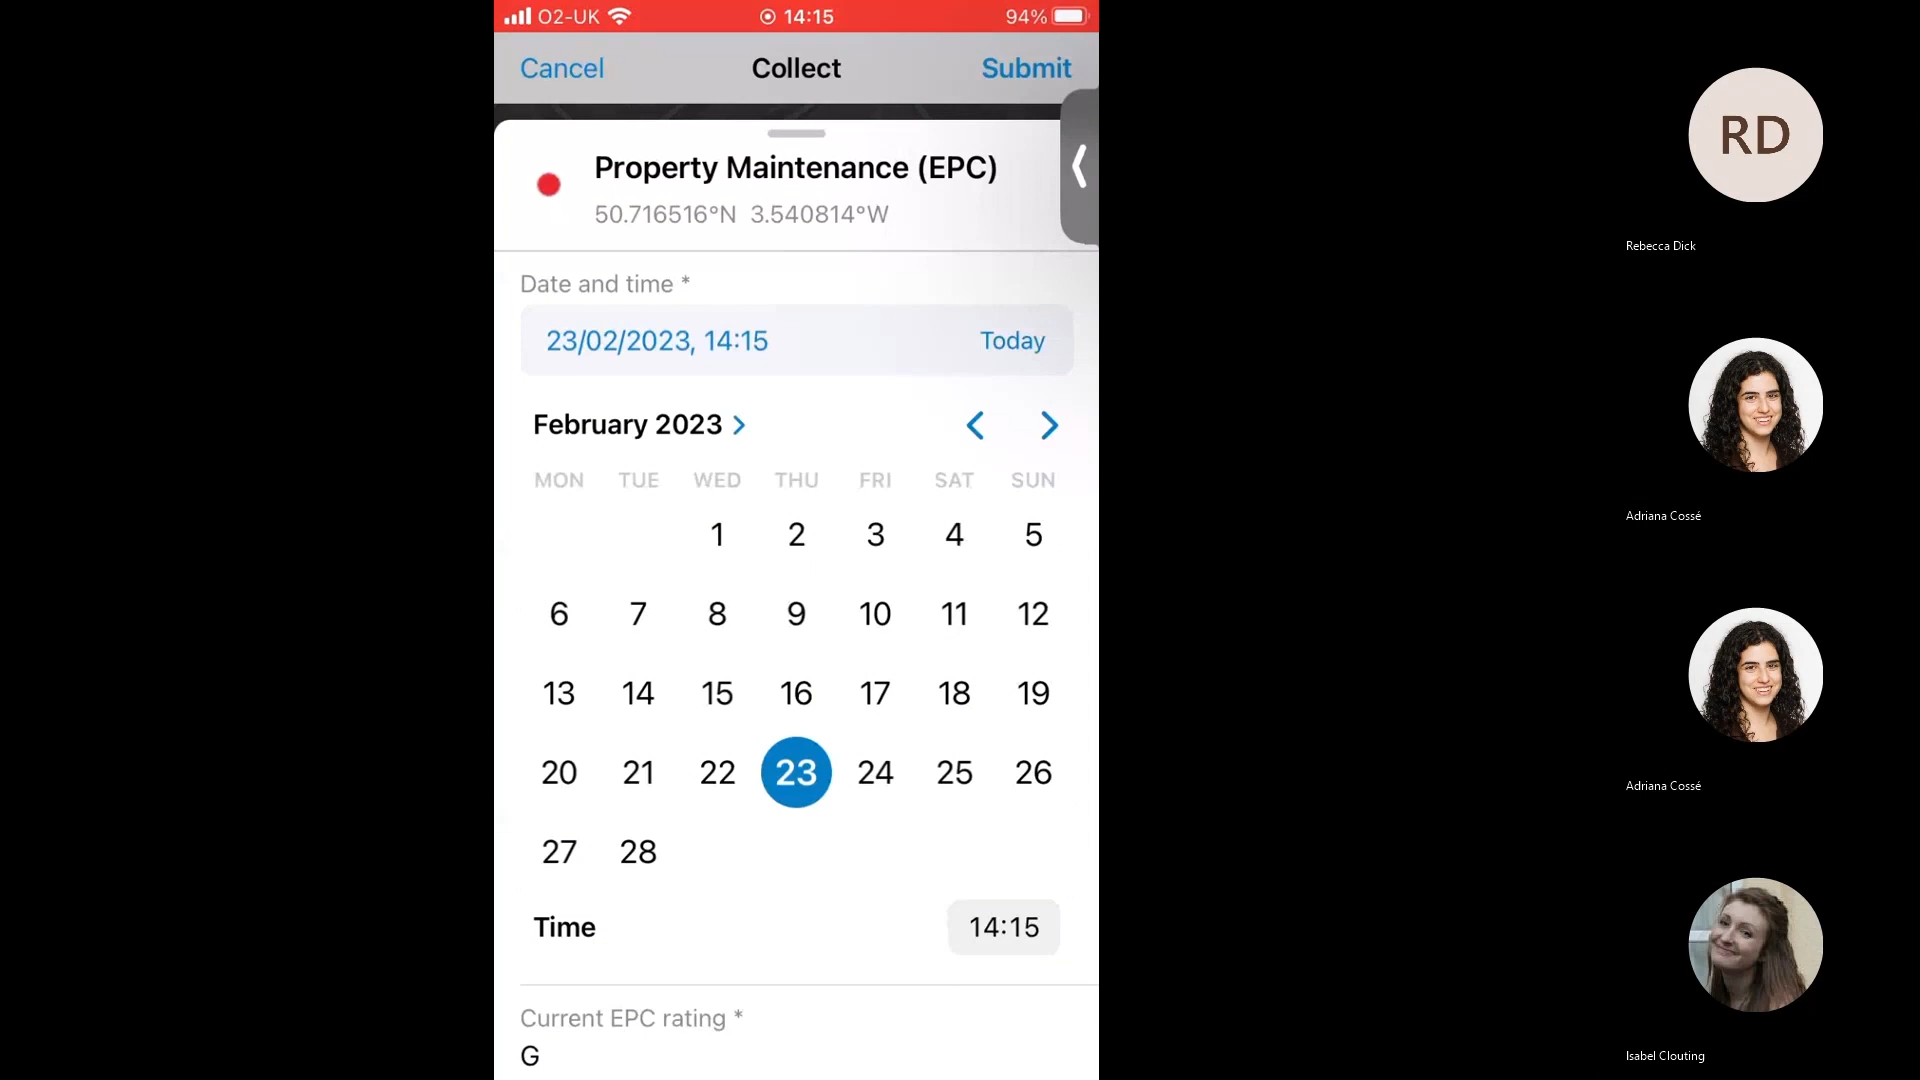 O2-UK 14:15 94%
Cancel Collect Submit
Property Maintenance (EPC)
50.716516°N 3.540814°W
Date and time *
23/02/2023, 14:15 Today
February 2023
MON TUE WED THU FRI SAT SUN
1 2 3 4 5
6 7 8 9 10 11 12
13 14 15 16 17 18 19
20 21 22 23 24 25 26
27 28
Time 14:15
Current EPC rating *
G
RD
Rebecca Dick
Adriana Cossé
Adriana Cossé
Isabel Clouting